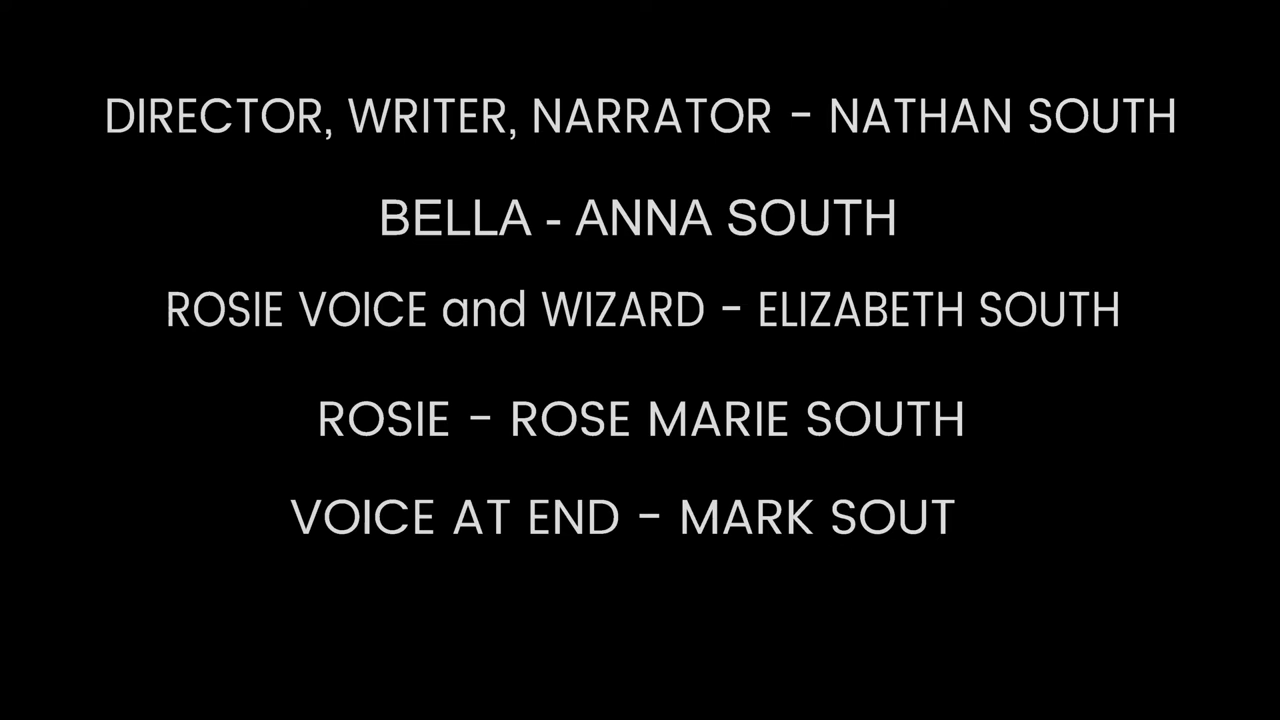 DIRECTOR, WRITER, NARRATOR - NATHAN SOUTH
BELLA - ANNA SOUTH
ROSIE VOICE and WIZARD - ELIZABETH SOUTH
ROSIE - ROSE MARIE SOUTH
VOICE AT END - MARK SOUT